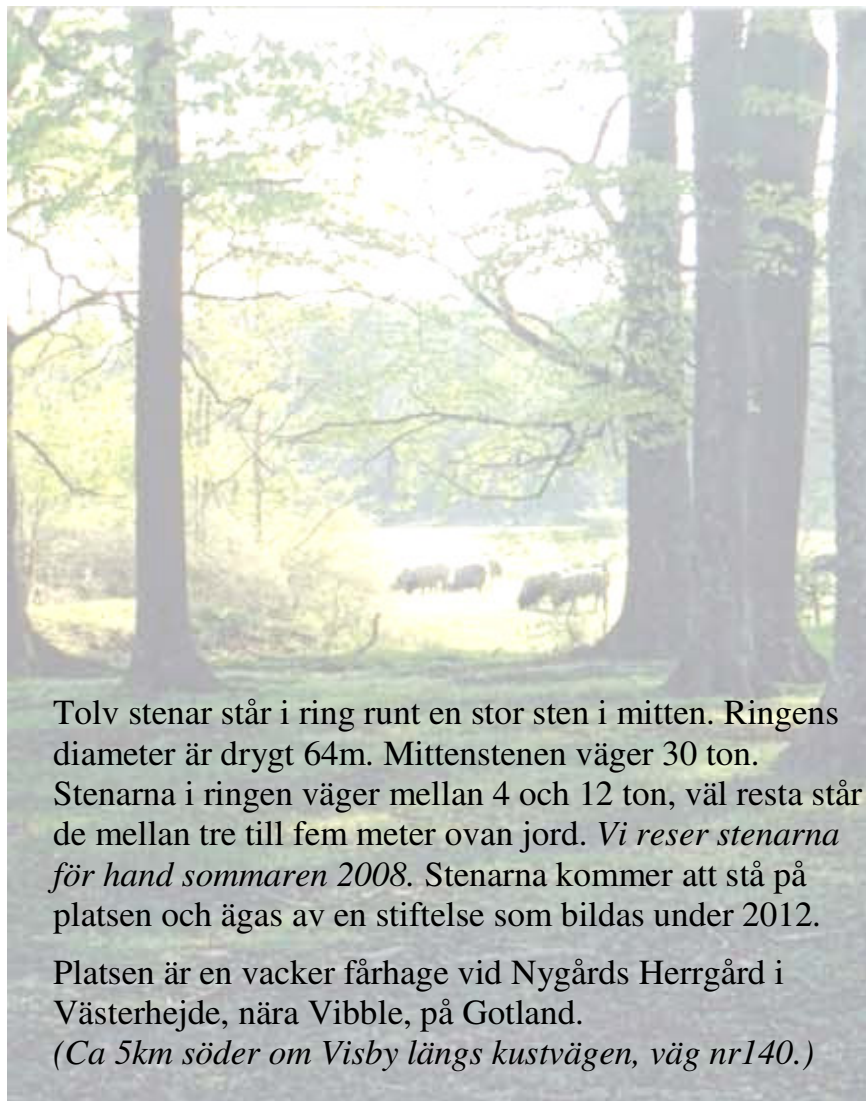 Tolv stenar står i ring runt en stor sten i mitten. Ringens
diameter är drygt 64m. Mittenstenen väger 30 ton.
Stenarna i ringen väger mellan 4 och 12 ton, väl resta står
de mellan tre till fem meter ovan jord. Vi reser stenarna
för hand sommaren 2008. Stenarna kommer att stå på
platsen och ägas av en stiftelse som bildas under 2012.
Platsen är en vacker fårhage vid Nygårds Herrgård i
Västerhejde, nära Vibble, på Gotland.
(Ca 5km söder om Visby längs kustvägen, väg nr140.)